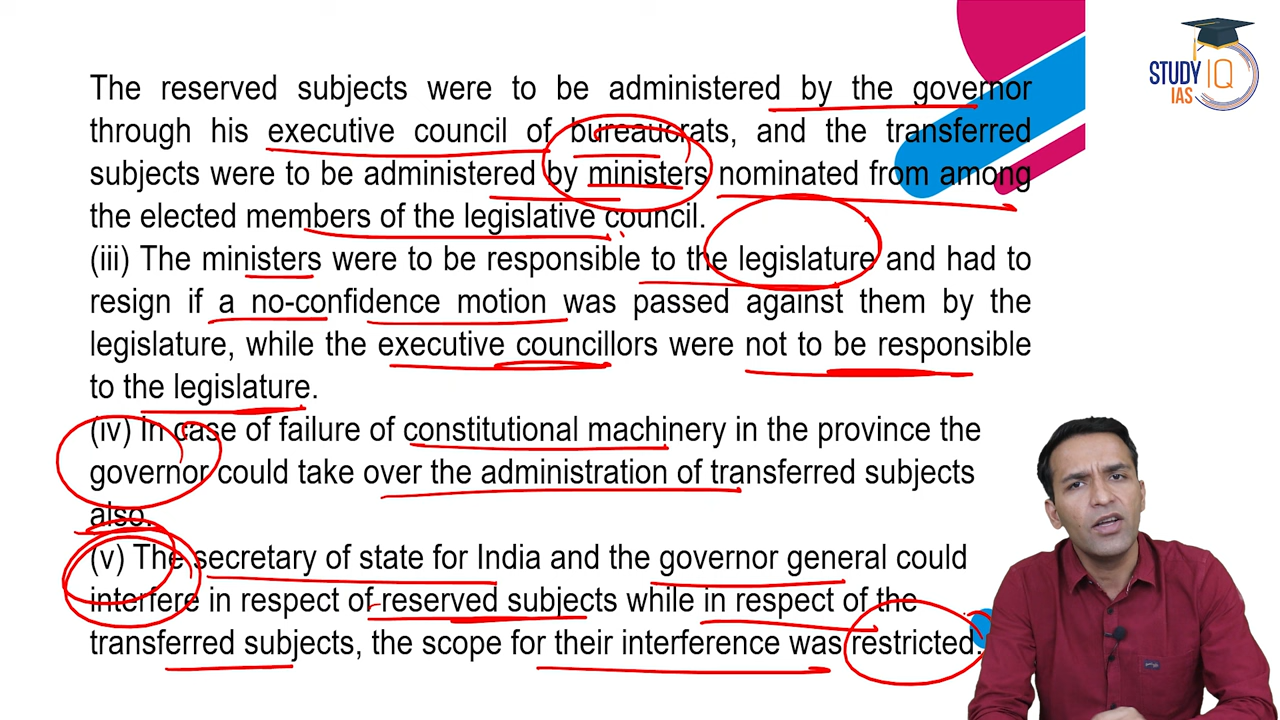 STUDY IQ
IAS
The reserved subjects were to be administered by the governor
through his executive council of bureaucrats, and the transferred
subjects were to be administered by ministers nominated from among
the elected members of the legislative council.
(iii) The ministers were to be responsible to the legislature and had to
resign if a no-confidence motion was passed against them by the
legislature, while the executive councillors were not to be responsible
to the legislature.
(iv) In case of failure of constitutional machinery in the province the
governor could take over the administration of transferred subjects
also.
(v) The secretary of state for India and the governor general could
interfere in respect of reserved subjects while in respect of the
transferred subjects, the scope for their interference was restricted.